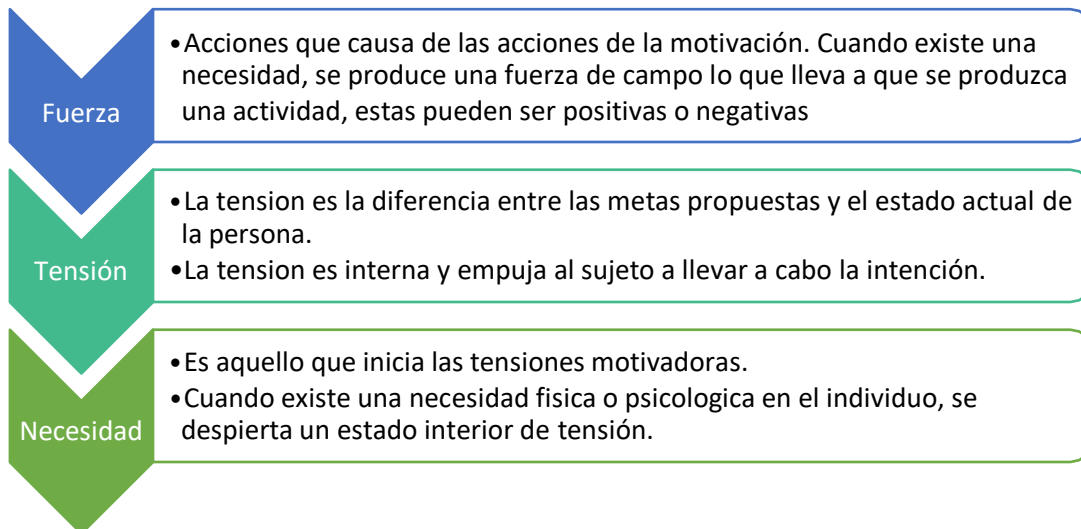 Fuerza
•Acciones que causa de las acciones de la motivación. Cuando existe una
necesidad, se produce una fuerza de campo lo que lleva a que se produzca
una actividad, estas pueden ser positivas o negativas
Tensión
•La tension es la diferencia entre las metas propuestas y el estado actual de
la persona.
•La tension es interna y empuja al sujeto a llevar a cabo la intención.
Necesidad
•Es aquello que inicia las tensiones motivadoras.
•Cuando existe una necesidad fisica o psicologica en el individuo, se
despierta un estado interior de tensión.